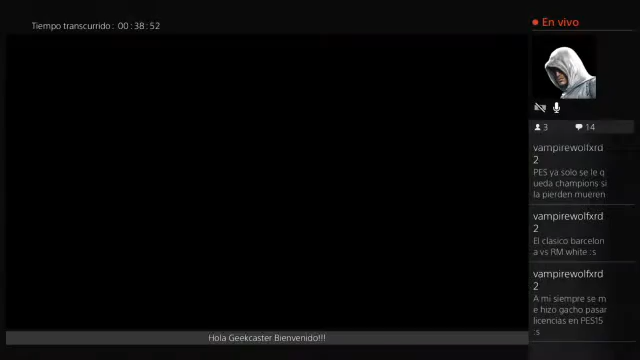 Tiempo transcurrido: 00:38:52
En vivo
3
14
vampirewolfxrd
2
PES ya solo se le q
ueda champions si
la pierden mueren
vampirewolfxrd
2
El clasico barcelon
a vs RM white :s
vampirewolfxrd
2
A mi siempre se m
e hizo gacho pasar
licencias en PES15
:s
Hola Geekcaster Bienvenido!!!